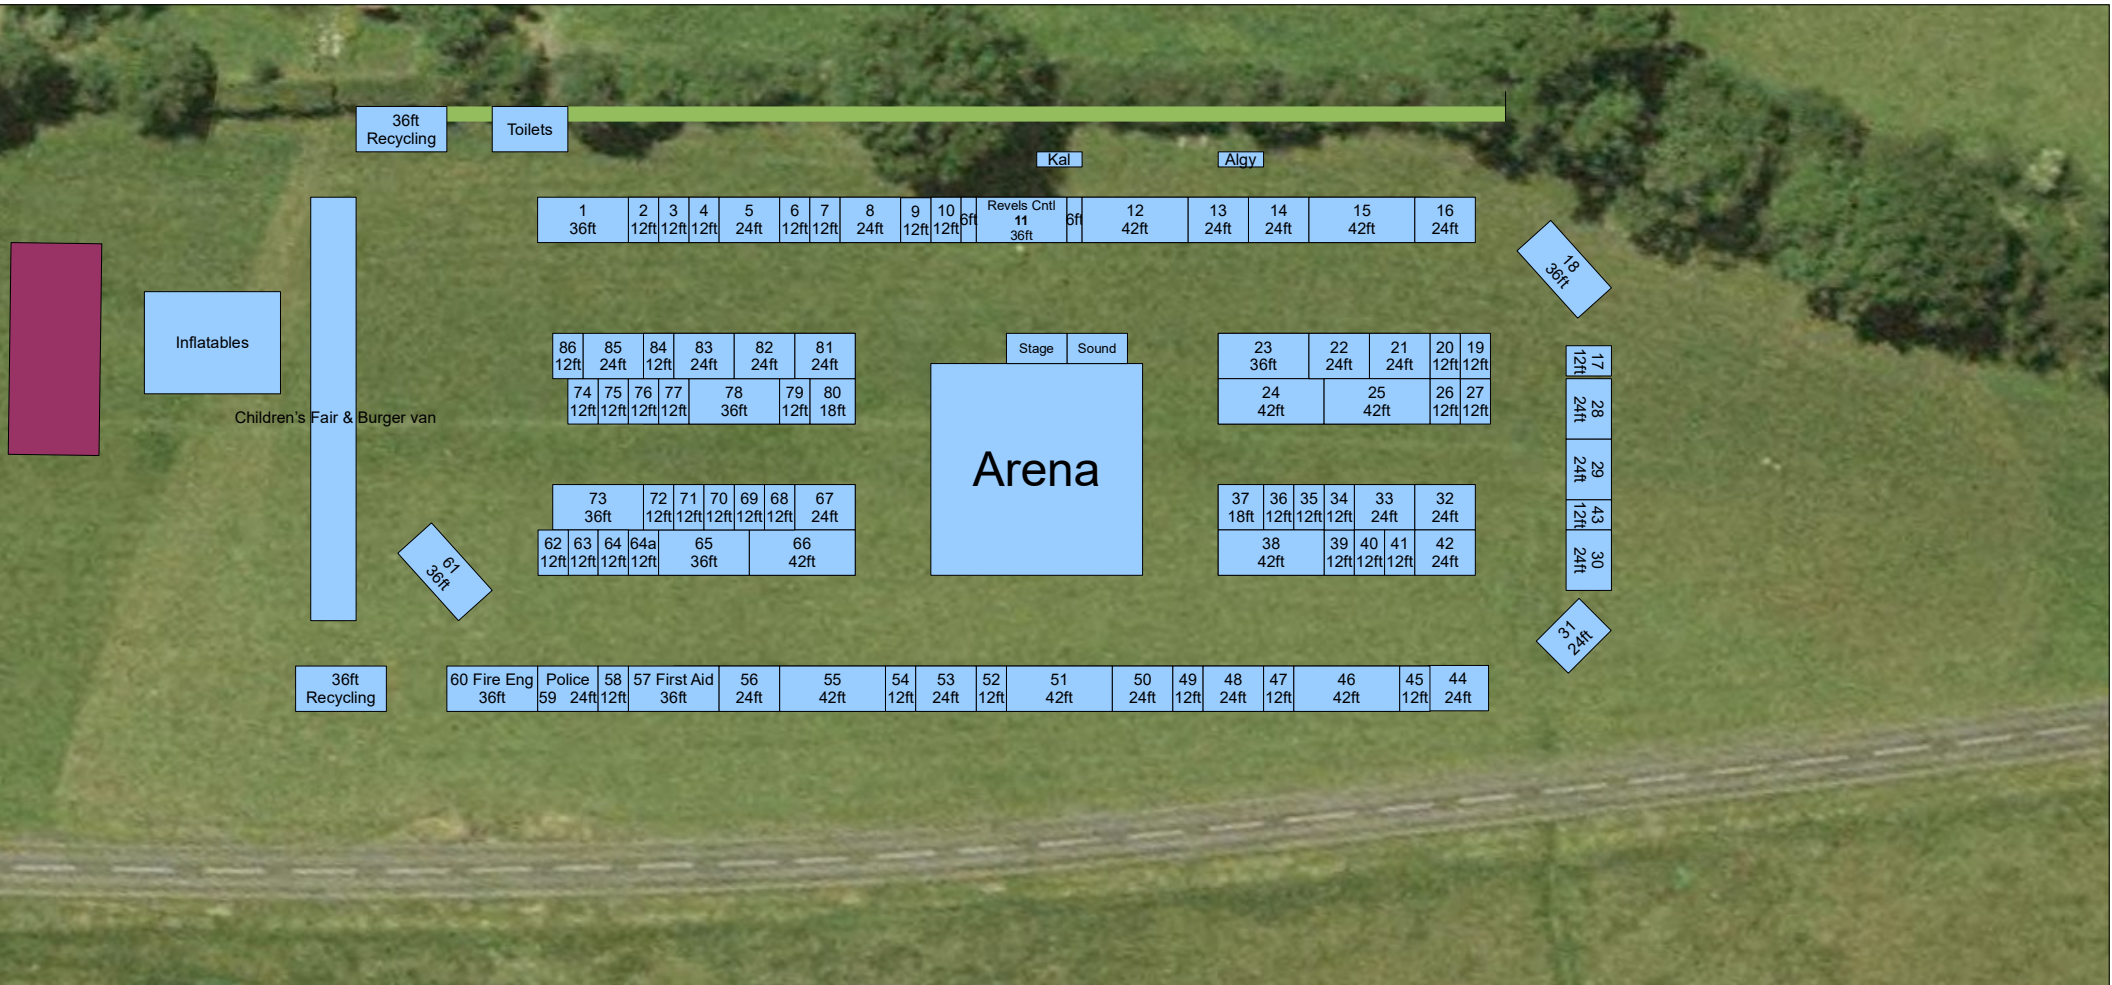 36ft
Recycling
Toilets
Kal
Algy
1
36ft
2
12ft
3
12ft
4
12ft
5
24ft
6
12ft
7
12ft
8
24ft
9
12ft
10
12ft
6ft
Revels Cntl
11
36ft
6ft
12
42ft
13
24ft
14
24ft
15
42ft
16
24ft
18
36ft
Inflatables
86
12ft
85
24ft
84
12ft
83
24ft
82
24ft
81
24ft
Stage
Sound
23
36ft
22
24ft
21
24ft
20
12ft
19
12ft
17
12ft
74
12ft
75
12ft
76
12ft
77
12ft
78
36ft
79
12ft
80
18ft
24
42ft
25
42ft
26
12ft
27
12ft
28
24ft
Children's Fair & Burger van
Arena
29
24ft
73
36ft
72
12ft
71
12ft
70
12ft
69
12ft
68
12ft
67
24ft
37
18ft
36
12ft
35
12ft
34
12ft
33
24ft
32
24ft
43
12ft
61
36ft
62
12ft
63
12ft
64
12ft
64a
12ft
65
36ft
66
42ft
38
42ft
39
12ft
40
12ft
41
12ft
42
24ft
30
24ft
31
24ft
36ft
Recycling
60 Fire Eng
36ft
Police
59 24ft
58
12ft
57 First Aid
36ft
56
24ft
55
42ft
54
12ft
53
24ft
52
12ft
51
42ft
50
24ft
49
12ft
48
24ft
47
12ft
46
42ft
45
12ft
44
24ft